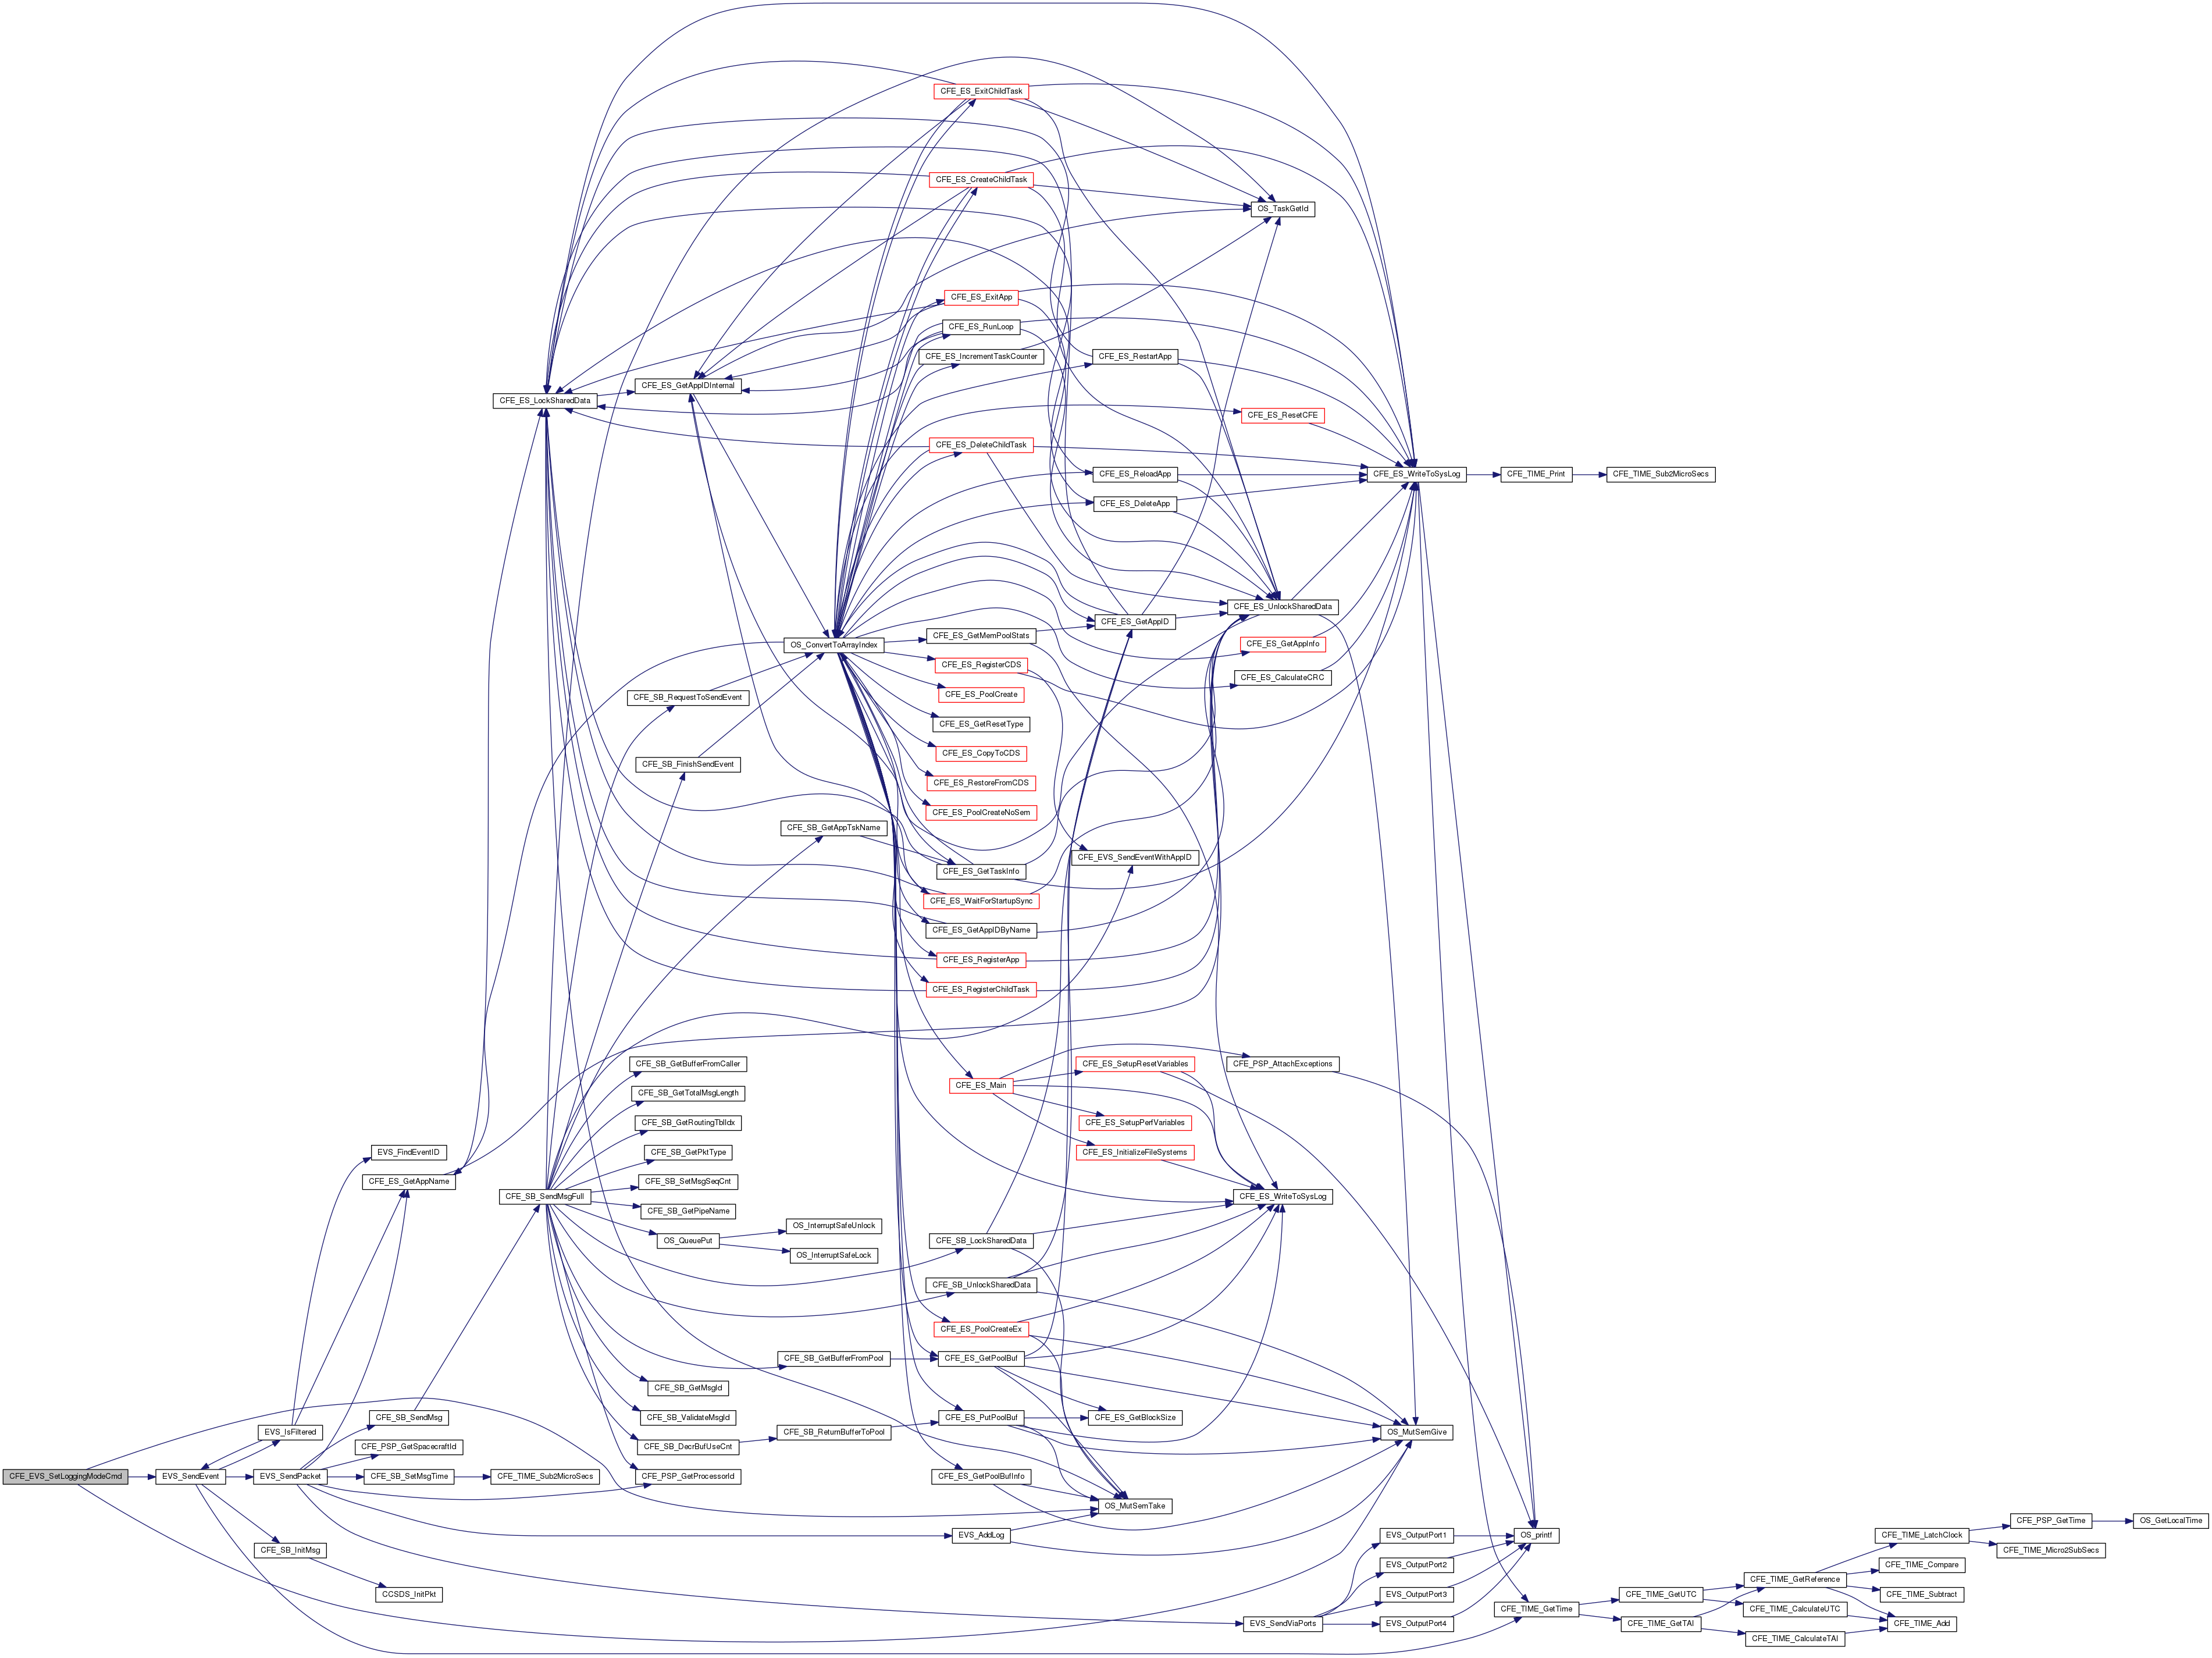 CFE_ES_ExitChildTask
CFE_ES_CreateChildTask
OS_TaskGetId
CFE_ES_ExitApp
CFE_ES_RunLoop
CFE_ES_IncrementTaskCounter
CFE_ES_RestartApp
CFE_ES_GetAppIDInternal
CFE_ES_LockSharedData
CFE_ES_ResetCFE
CFE_ES_DeleteChildTask
CFE_ES_ReloadApp
CFE_ES_WriteToSysLog
CFE_TIME_Print
CFE_TIME_Sub2MicroSecs
CFE_ES_DeleteApp
CFE_ES_UnlockSharedData
CFE_ES_GetAppID
CFE_ES_GetMemPoolStats
OS_ConvertToArrayIndex
CFE_ES_GetAppInfo
CFE_ES_RegisterCDS
CFE_ES_CalculateCRC
CFE_ES_PoolCreate
CFE_SB_RequestToSendEvent
CFE_ES_GetResetType
CFE_ES_CopyToCDS
CFE_SB_FinishSendEvent
CFE_ES_RestoreFromCDS
CFE_ES_PoolCreateNoSem
CFE_SB_GetAppTskName
CFE_EVS_SendEventWithAppID
CFE_ES_GetTaskInfo
CFE_ES_WaitForStartupSync
CFE_ES_GetAppIDByName
CFE_ES_RegisterApp
CFE_ES_RegisterChildTask
CFE_SB_GetBufferFromCaller
CFE_ES_SetupResetVariables
CFE_PSP_AttachExceptions
CFE_ES_Main
CFE_SB_GetTotalMsgLength
CFE_SB_GetRoutingTblIdx
CFE_ES_SetupPerfVariables
EVS_FindEventID
CFE_SB_GetPktType
CFE_ES_InitializeFileSystems
CFE_ES_GetAppName
CFE_SB_SetMsgSeqCnt
CFE_SB_SendMsgFull
CFE_ES_WriteToSysLog
CFE_SB_GetPipeName
OS_InterruptSafeUnlock
OS_QueuePut
CFE_SB_LockSharedData
OS_InterruptSafeLock
CFE_SB_UnlockSharedData
CFE_ES_PoolCreateEx
CFE_SB_GetBufferFromPool
CFE_ES_GetPoolBuf
CFE_SB_GetMsgId
CFE_SB_SendMsg
CFE_SB_ValidateMsgId
CFE_ES_PutPoolBuf
CFE_ES_GetBlockSize
EVS_IsFiltered
CFE_SB_ReturnBufferToPool
OS_MutSemGive
CFE_PSP_GetSpacecraftId
CFE_SB_DecrBufUseCnt
CFE_EVS_SetLoggingModeCmd
EVS_SendEvent
EVS_SendPacket
CFE_SB_SetMsgTime
CFE_TIME_Sub2MicroSecs
CFE_PSP_GetProcessorId
CFE_ES_GetPoolBufInfo
OS_MutSemTake
EVS_AddLog
EVS_OutputPort1
OS_printf
CFE_TIME_LatchClock
CFE_PSP_GetTime
OS_GetLocalTime
CFE_SB_InitMsg
CFE_TIME_Micro2SubSecs
EVS_OutputPort2
CFE_TIME_Compare
CFE_TIME_GetReference
CCSDS_InitPkt
EVS_OutputPort3
CFE_TIME_GetUTC
CFE_TIME_Subtract
CFE_TIME_GetTime
CFE_TIME_CalculateUTC
EVS_SendViaPorts
EVS_OutputPort4
CFE_TIME_GetTAI
CFE_TIME_Add
CFE_TIME_CalculateTAI